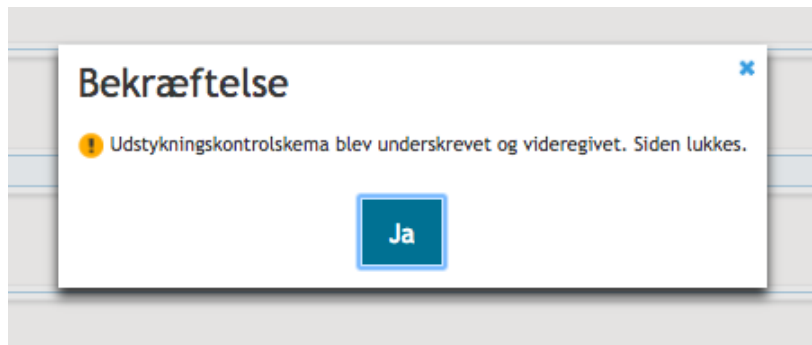 Bekræftelse
Udstykningskontrolskema blev underskrevet og videregivet. Siden lukkes.
Ja